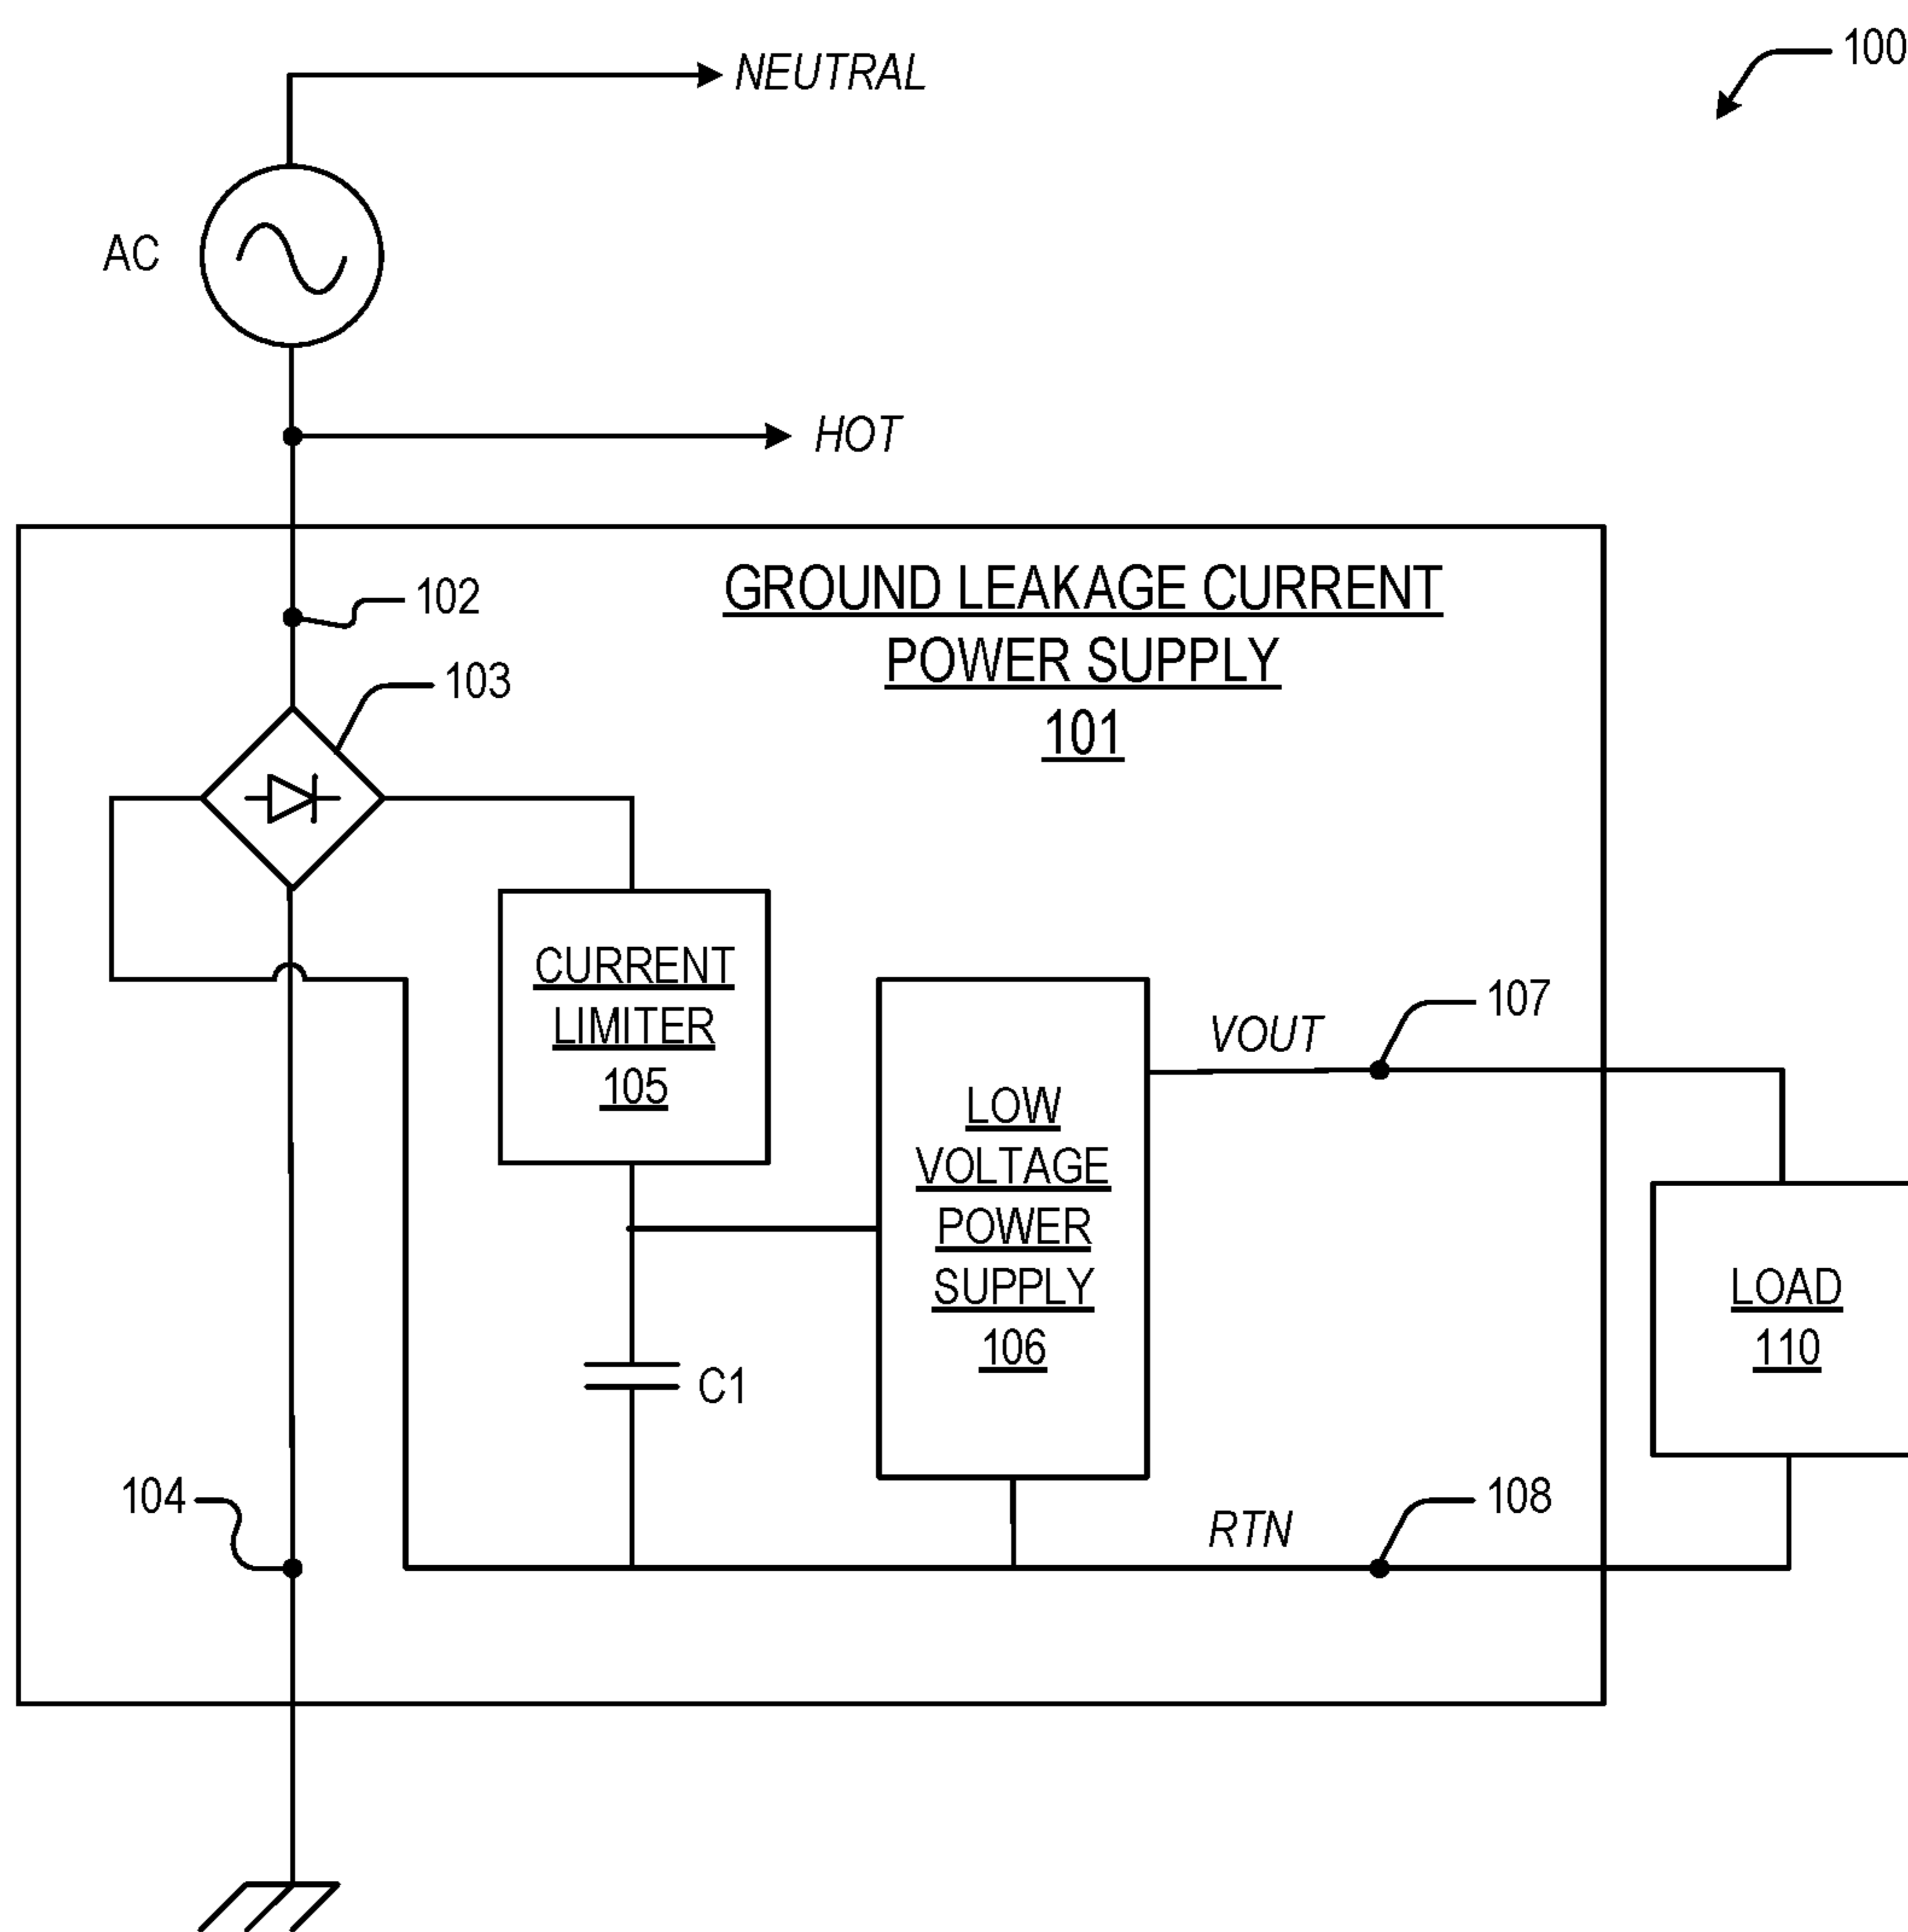 100
NEUTRAL
AC
HOT
102
GROUND LEAKAGE CURRENT
POWER SUPPLY
101
103
CURRENT
LIMITER
105
107
VOUT
LOW
VOLTAGE
POWER
SUPPLY
106
LOAD
110
C1
104
108
RTN